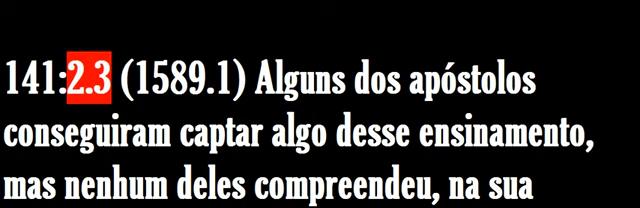 141:2.3 (1589.1) Alguns dos apóstolos
conseguiram captar algo desse ensinamento,
mas nenhum deles compreendeu, na sua